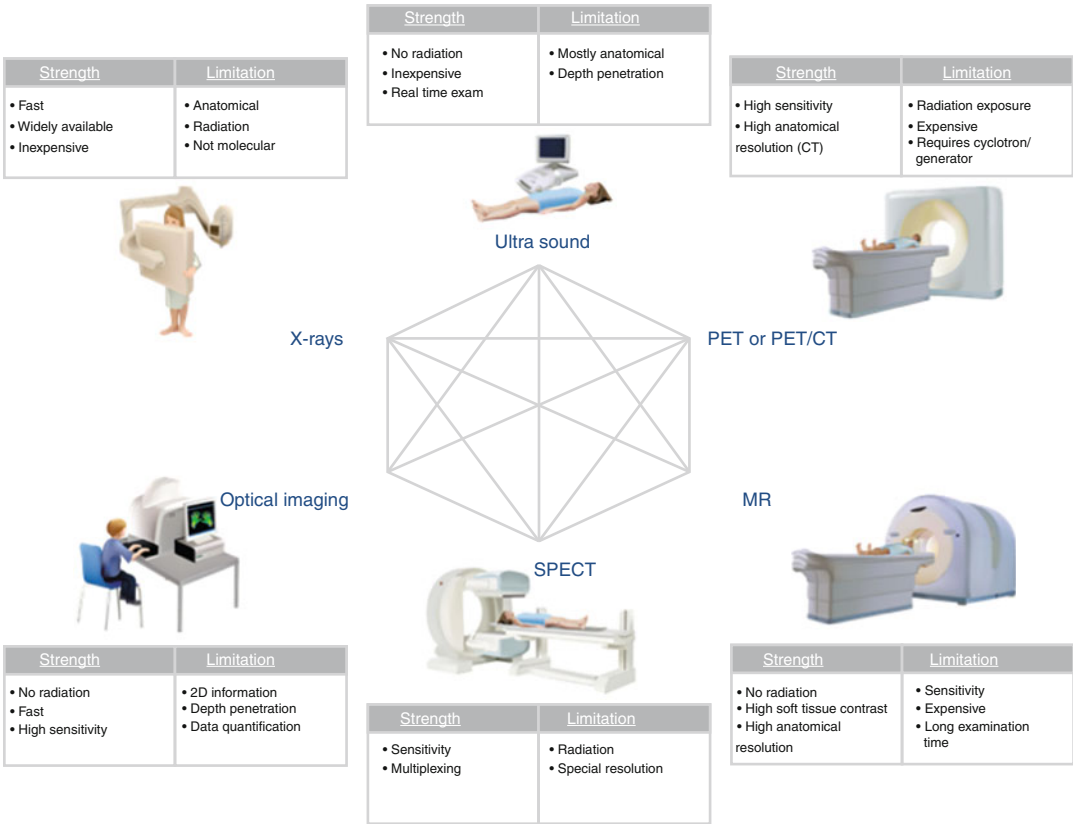 Strength Limitation
• No radiation
• Inexpensive
• Real time exam
• Mostly anatomical
• Depth penetration
Strength Limitation
• Fast
• Widely available
• Inexpensive
• Anatomical
• Radiation
• Not molecular
Strength Limitation
• High sensitivity
• High anatomical
resolution (CT)
• Radiation exposure
• Expensive
• Requires cyclotron/
generator
Ultra sound
X-rays
PET or PET/CT
Optical imaging
MR
SPECT
Strength Limitation
• No radiation
• Fast
• High sensitivity
• 2D information
• Depth penetration
• Data quantification
Strength Limitation
• Sensitivity
• Multiplexing
• Radiation
• Special resolution
Strength Limitation
• No radiation
• High soft tissue contrast
• High anatomical
resolution
• Sensitivity
• Expensive
• Long examination
time